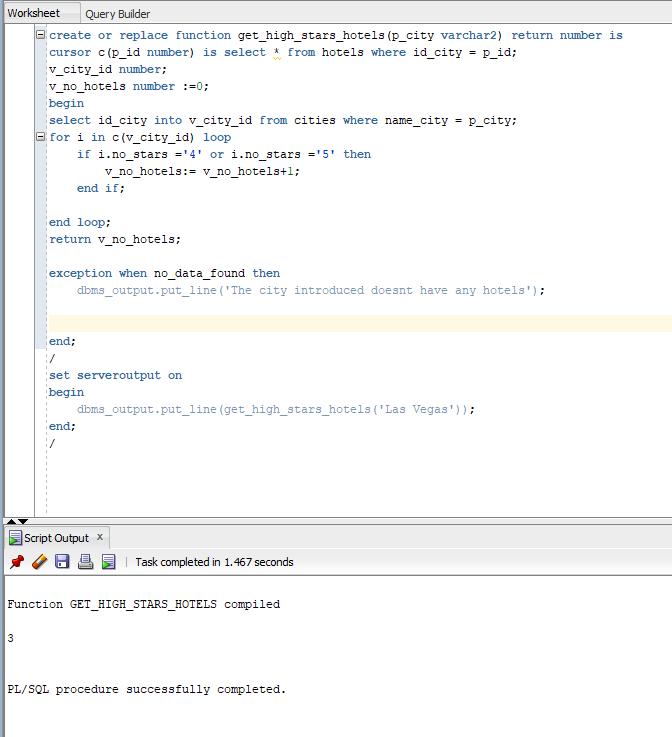 Worksheet Query Builder
create or replace function get_high_stars_hotels(p_city varchar2) return number is
cursor c(p_id number) is select * from hotels where id_city = p_id;
v_city_id number;
v_no_hotels number :=0;
begin
select id_city into v_city_id from cities where name_city = p_city;
for i in c(v_city_id) loop
if i.no_stars ='4' or i.no_stars ='5' then
v_no_hotels:= v_no_hotels+1;
end if;
end loop;
return v_no_hotels;
exception when no_data_found then
dbms_output.put_line('The city introduced doesnt have any hotels');
end;
/
set serveroutput on
begin
dbms_output.put_line(get_high_stars_hotels('Las Vegas'));
end;
/
Script Output x
Task completed in 1.467 seconds
Function GET_HIGH_STARS_HOTELS compiled
3
PL/SQL procedure successfully completed.